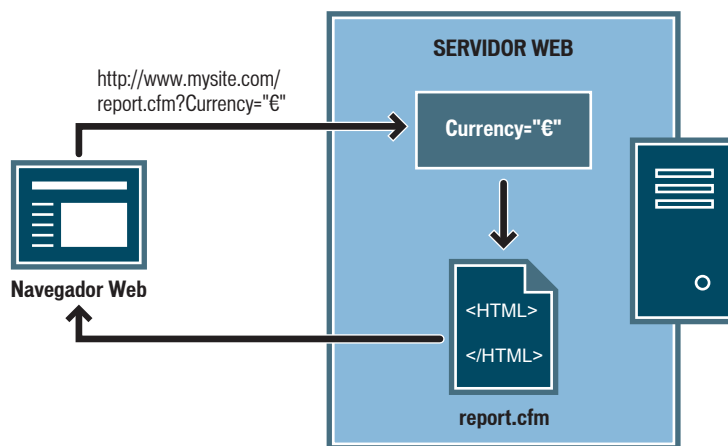 SERVIDOR WEB
http://www.mysite.com/
report.cfm?Currency="€"
Currency="€"
Navegador Web
<HTML>
</HTML>
report.cfm